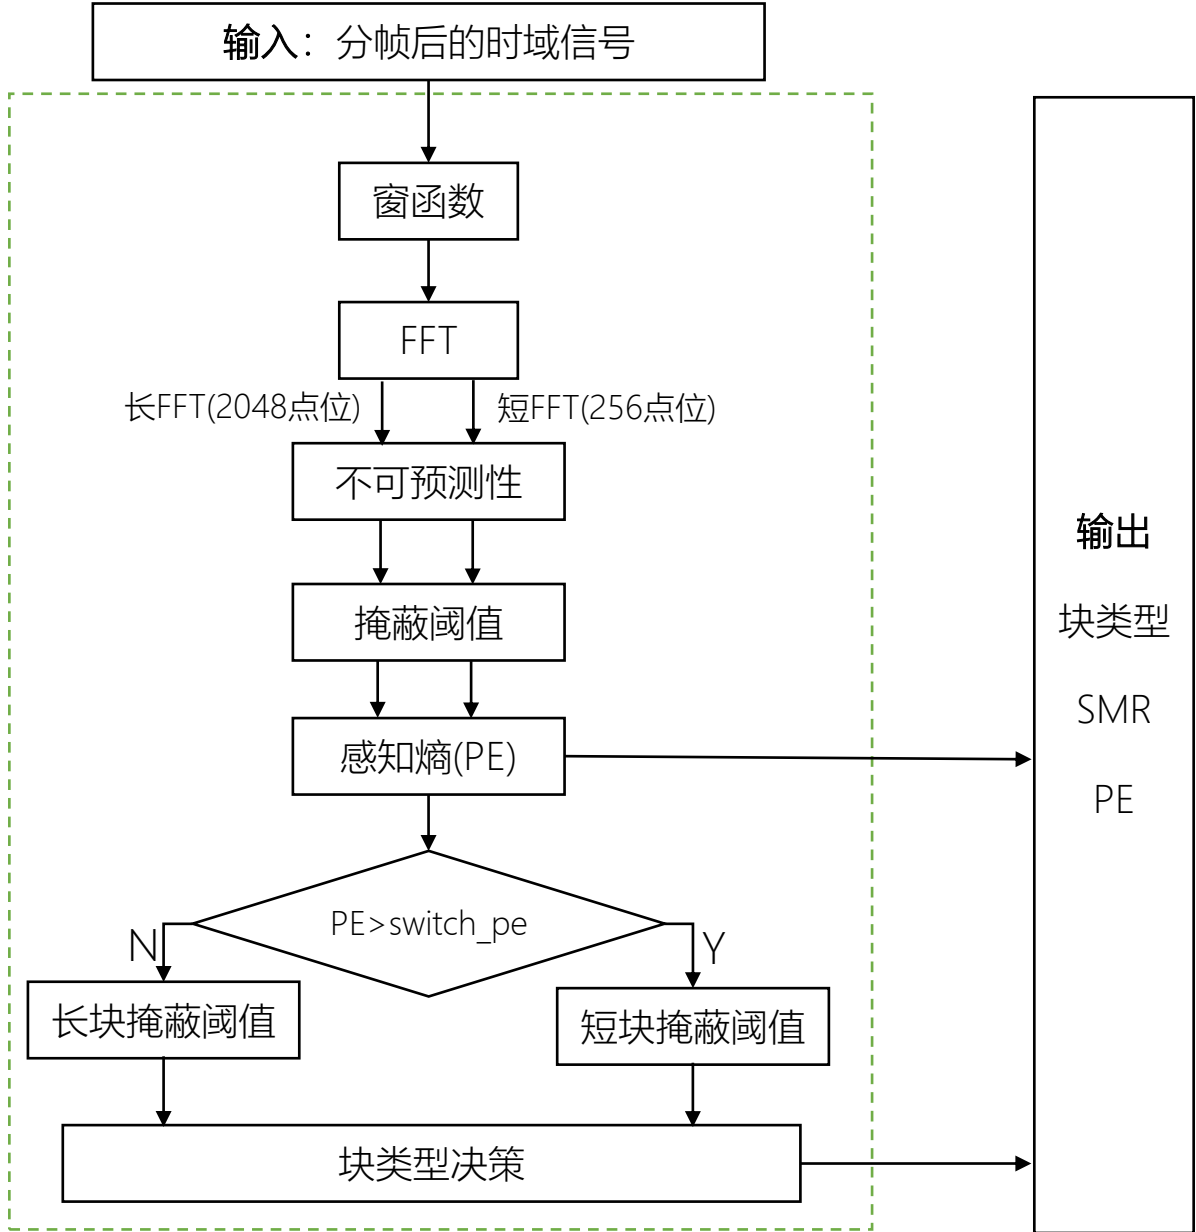 输入：分帧后的时域信号
窗函数
FFT
长FFT(2048点位)
短FFT(256点位)
不可预测性
掩蔽阈值
感知熵(PE)
PE>switch_pe
N
Y
长块掩蔽阈值
短块掩蔽阈值
块类型决策
输出
块类型
SMR
PE